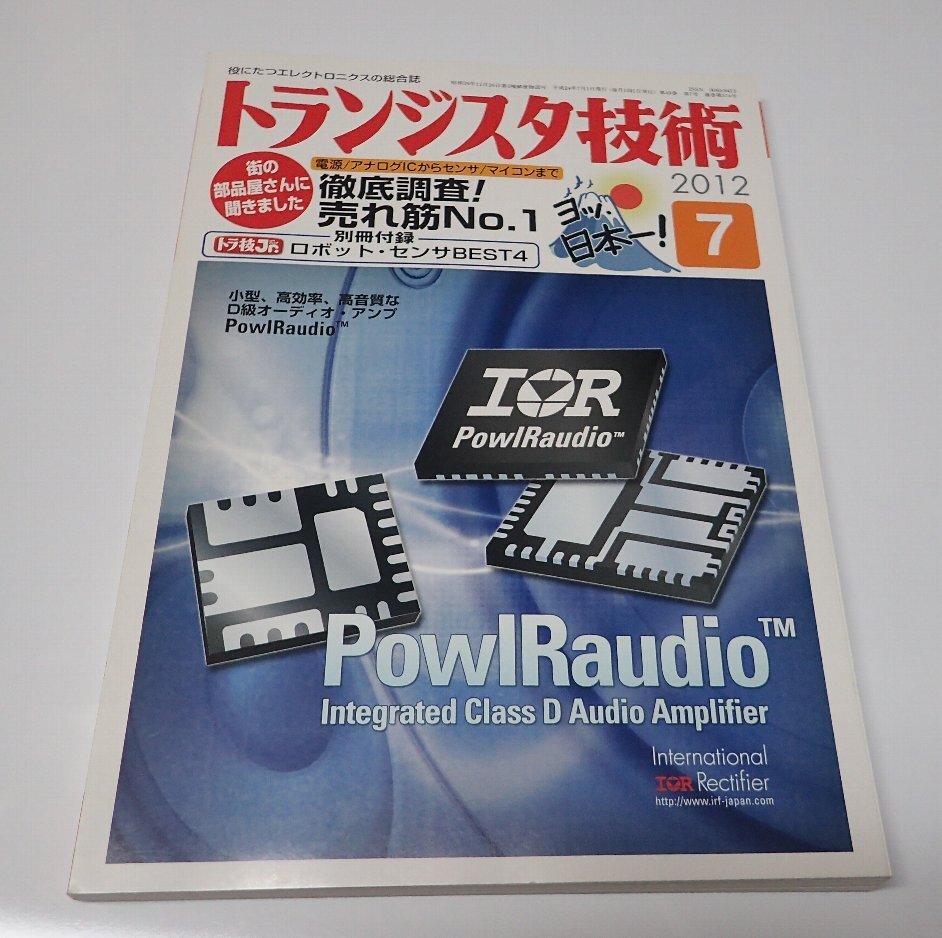 役にたつエレクトロニクスの総合誌
トランジスタ技術
2012
7
街の
部品屋さんに
聞きました
電源/アナログICからセンサ/マイコンまで
徹底調査!
売れ筋No.1
ヨッ、
日本一!
別冊付録
トラ技Jr.
ロボット・センサBEST4
小型、高効率、高音質な
D級オーディオ・アンプ
PowIRaudio™
IOR
PowIRaudio™
PowIRaudio™
Integrated Class D Audio Amplifier
International
IOR Rectifier
http://www.irf-japan.com